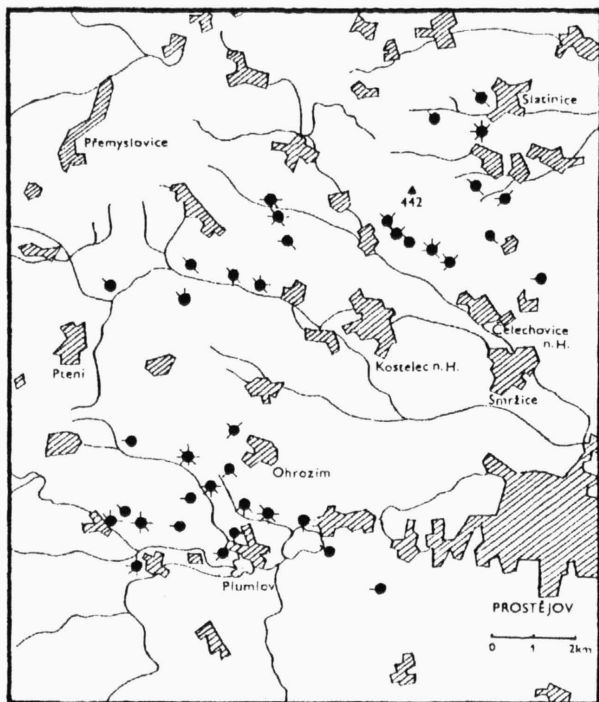 Slatinice
Přemyslovice
442
Čelechovice
n.H.
Ptení
Kostelec n.H.
Smržice
Ohrozim
Plumlov
PROSTĚJOV
0 1 2km